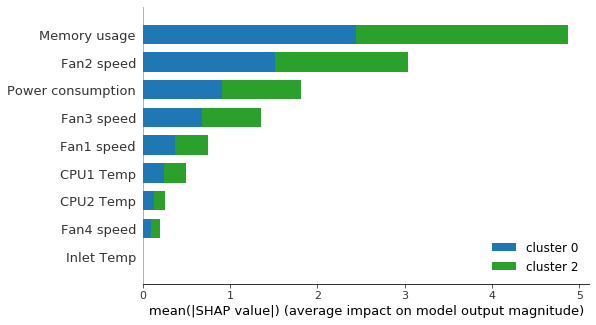 Memory usage
Fan2 speed
Power consumption
Fan3 speed
Fan1 speed
CPU1 Temp
CPU2 Temp
Fan4 speed
Inlet Temp
cluster 0
cluster 2
0 1 2 3 4 5
mean(|SHAP value|) (average impact on model output magnitude)